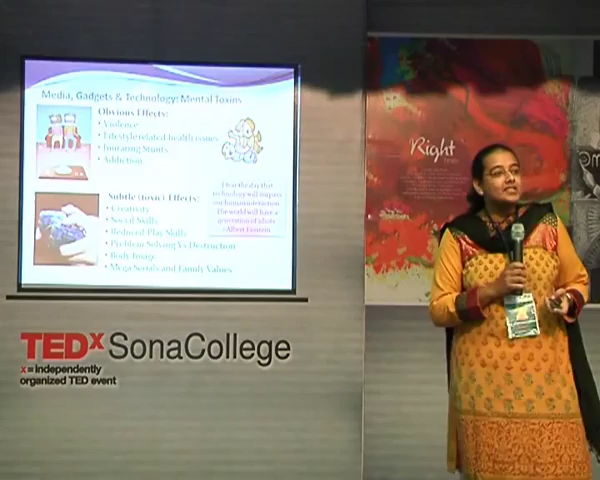 Media, Gadgets & Technology: Mental Toxins
Obvious Effects:
• Violence
• Lifestyle related health issues
• Imitating Stunts
• Addiction
Subtle (toxic) Effects:
• Creativity
• Social Skills
• Reduced Play Skills
• Problem Solving Vs Destruction
• Body Image
• Mega Serials and Family Values
I fear the day that
technology will surpass
our human interaction.
The world will have a
generation of idiots
~Albert Einstein
Right
TEDx SonaCollege
x = independently
organized TED event